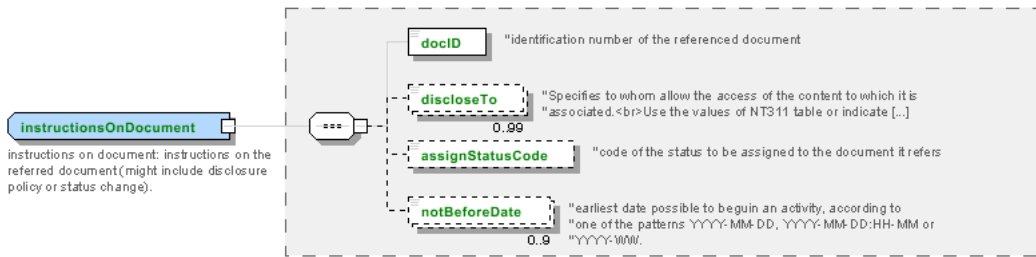 docID
"identification number of the referenced document
discloseTo
"Specifies to whom allow the access of the content to which it is
"associated.<br>Use the values of NT311 table or indicate [...]
0..99
instructionsOnDocument
assignStatusCode
"code of the status to be assigned to the document it refers
instructions on document: instructions on the
referred document(might include disclosure
policy or status change).
notBeforeDate
"earliest date possible to beguin an activity, according to
"one of the patterns YYYY-MM-DD, YYYY-MM-DD:HH-MM or
"YYYY-WW.
0..9